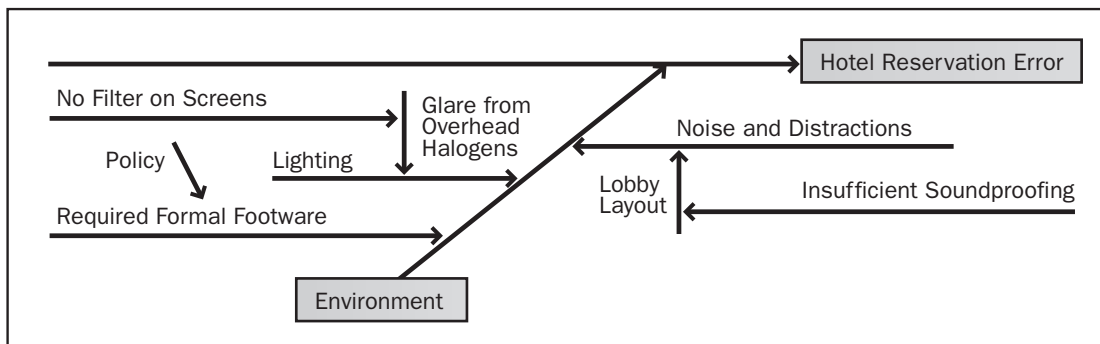 Hotel Reservation Error
No Filter on Screens
Glare from
Overhead
Halogens
Noise and Distractions
Policy
Lighting
Lobby
Layout
Insufficient Soundproofing
Required Formal Footware
Environment